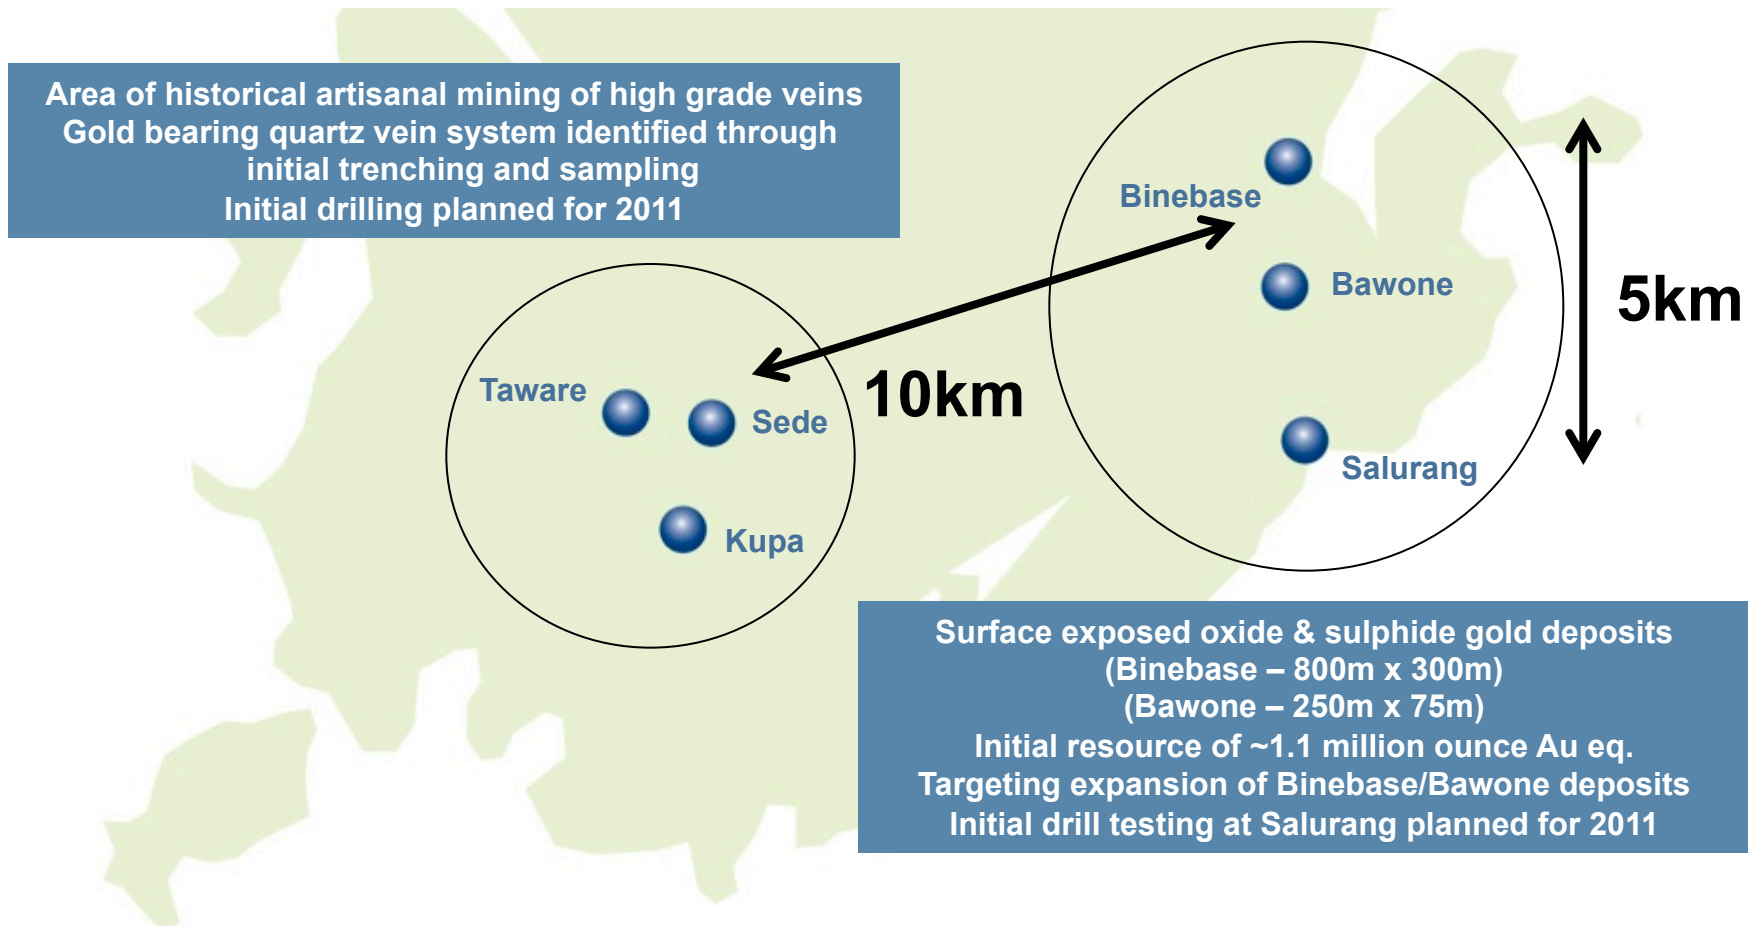 Area of historical artisanal mining of high grade veins
Gold bearing quartz vein system identified through
initial trenching and sampling
Initial drilling planned for 2011
Binebase
Bawone
5km
Taware
Sede
10km
Salurang
Kupa
Surface exposed oxide & sulphide gold deposits
(Binebase – 800m x 300m)
(Bawone – 250m x 75m)
Initial resource of ~1.1 million ounce Au eq.
Targeting expansion of Binebase/Bawone deposits
Initial drill testing at Salurang planned for 2011